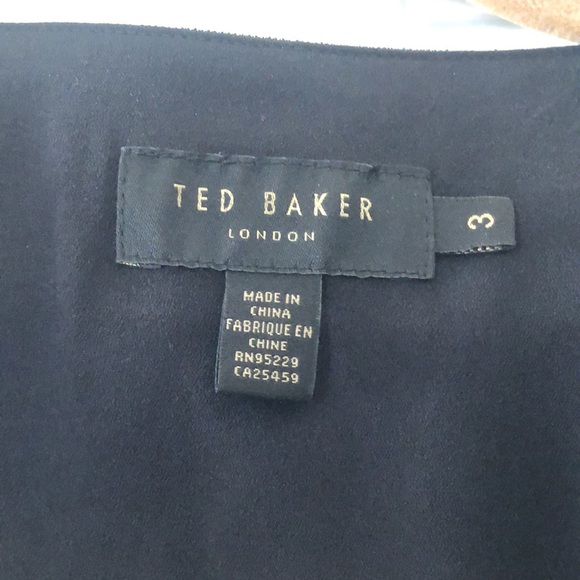 TED BAKER
LONDON
3
MADE IN
CHINA
FABRIQUE EN
CHINE
RN95229
CA25459